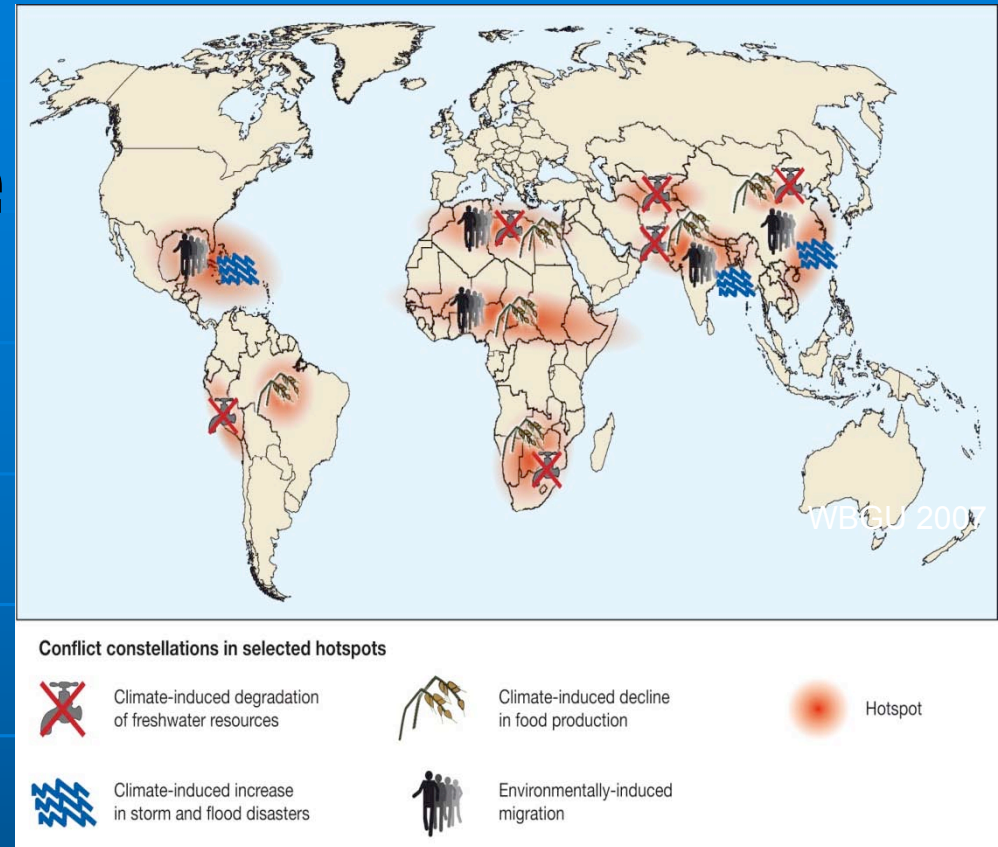 e
WBGU 2007
Conflict constellations in selected hotspots
Climate-induced degradation
of freshwater resources
Climate-induced decline
in food production
Hotspot
Climate-induced increase
in storm and flood disasters
Environmentally-induced
migration